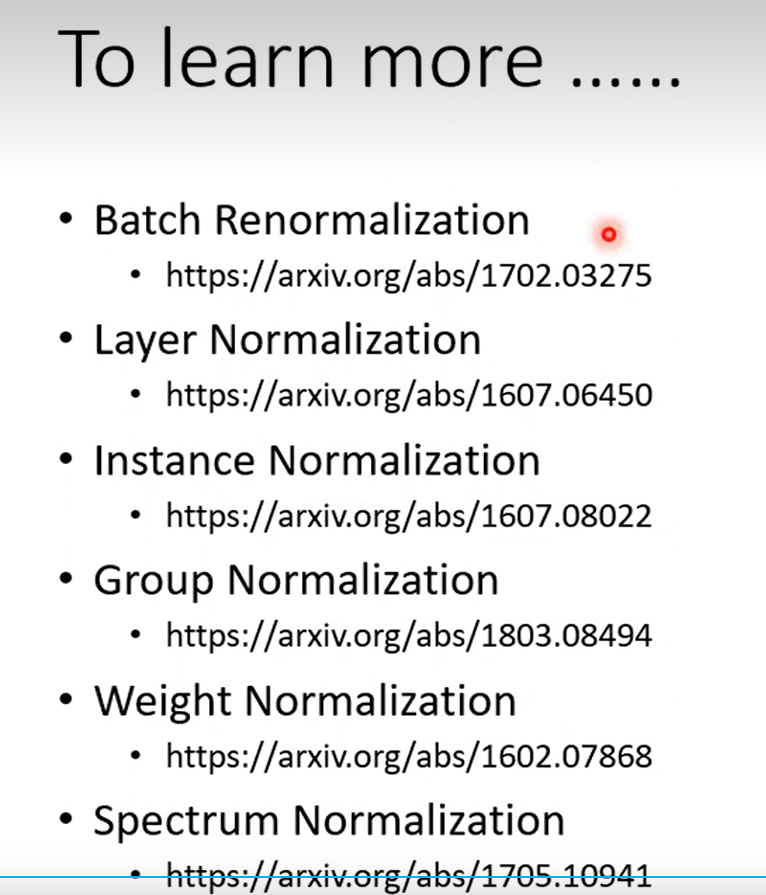 To learn more ......
• Batch Renormalization
• https://arxiv.org/abs/1702.03275
• Layer Normalization
• https://arxiv.org/abs/1607.06450
• Instance Normalization
• https://arxiv.org/abs/1607.08022
• Group Normalization
• https://arxiv.org/abs/1803.08494
• Weight Normalization
• https://arxiv.org/abs/1602.07868
• Spectrum Normalization
• https://arxiv.org/abs/1705.10941